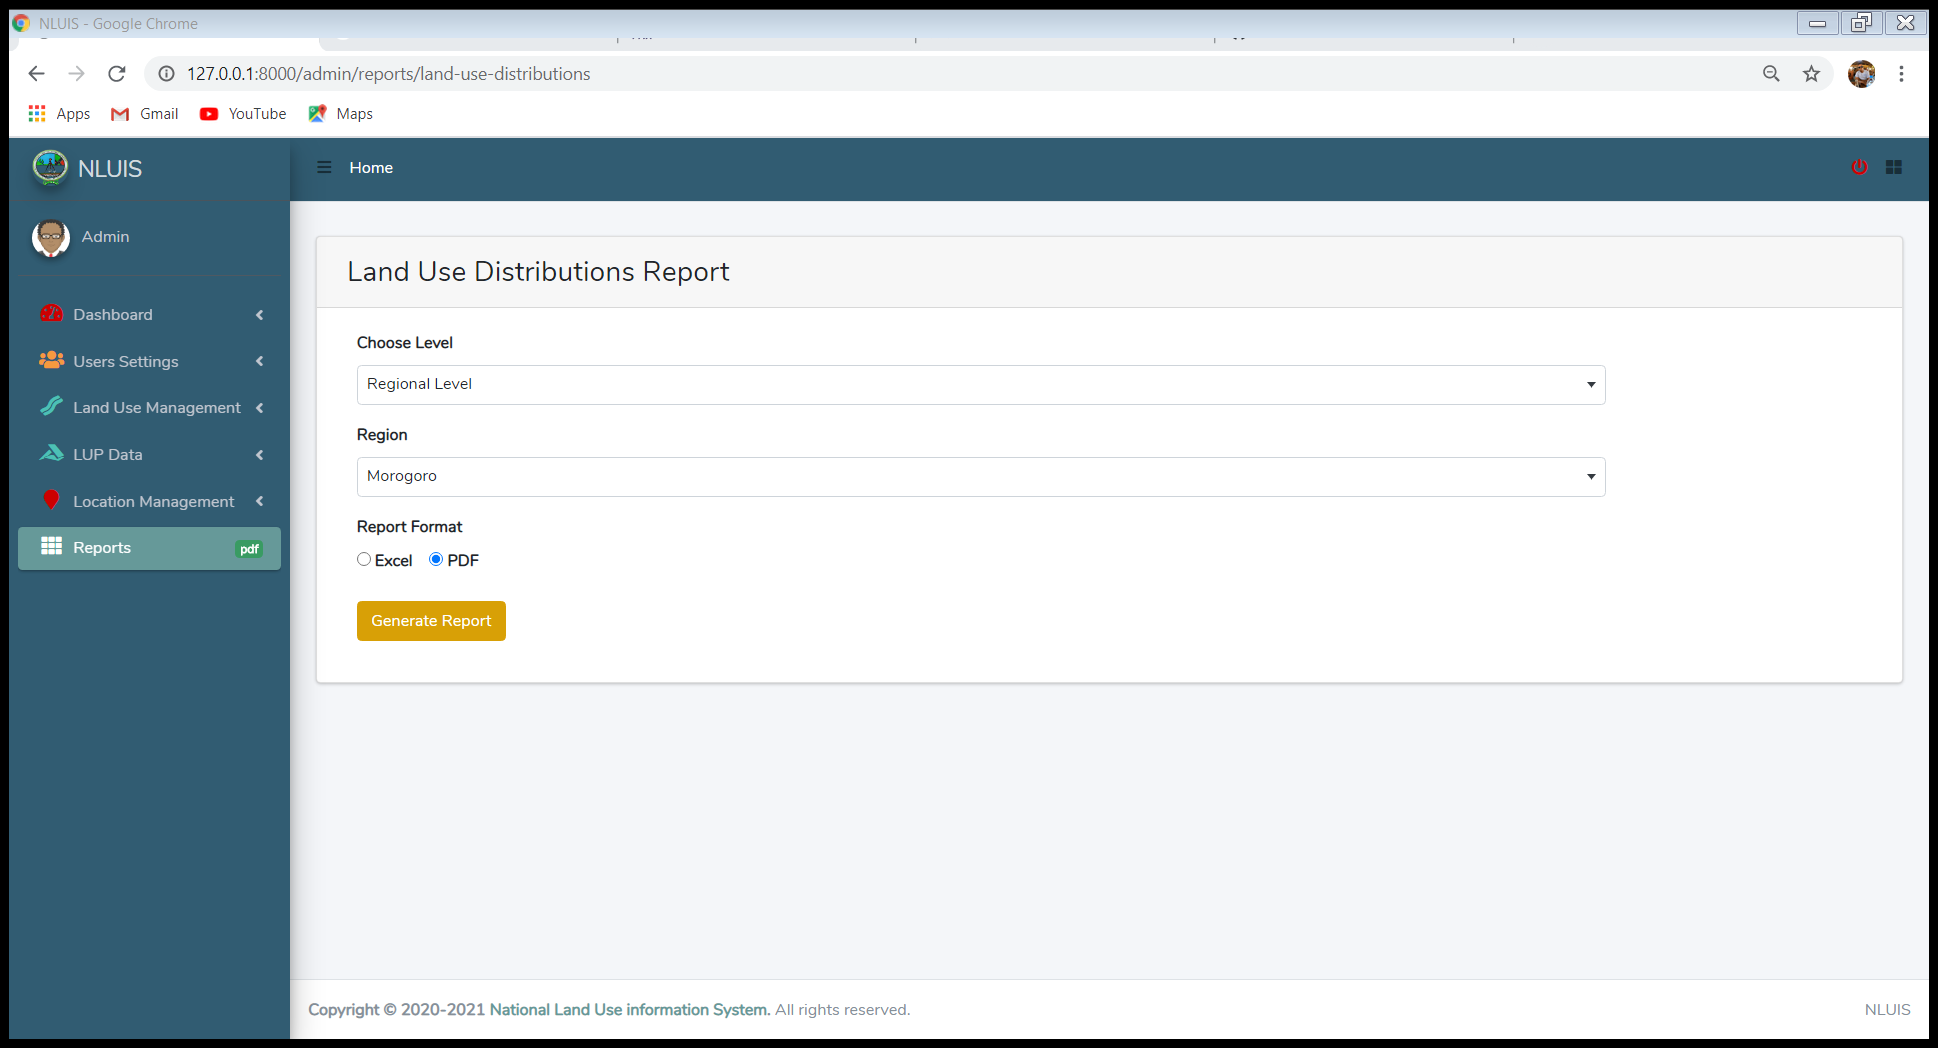 NLUIS - Google Chrome
127.0.0.1:8000/admin/reports/land-use-distributions
Apps Gmail YouTube Maps
NLUIS
Home
Admin
Dashboard
Users Settings
Land Use Management
LUP Data
Location Management
Reports pdf
Land Use Distributions Report
Choose Level
Regional Level
Region
Morogoro
Report Format
Excel PDF
Generate Report
Copyright © 2020-2021 National Land Use information System. All rights reserved.
NLUIS